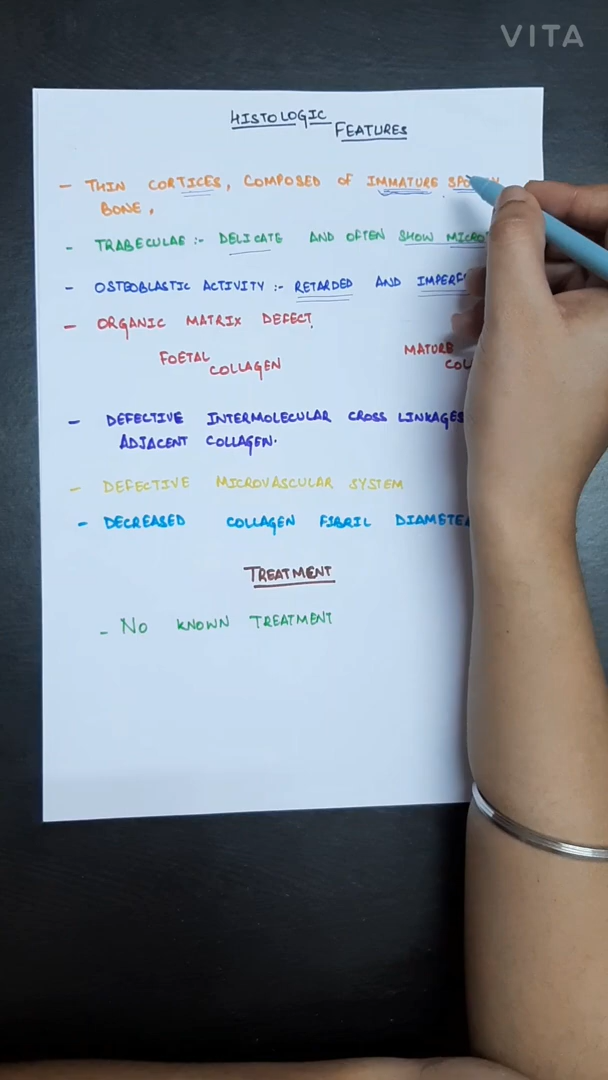 VITA
HISTOLOGIC
FEATURES
- THIN CORTICES, COMPOSED OF IMMATURE
BONE,
- TRABECULAE :- DELICATE AND OFTEN SHOW
- OSTEOBLASTIC ACTIVITY :- RETARDED AND
- ORGANIC MATRIX DEFECT.
FOETAL MATURE
COLLAGEN
- DEFECTIVE INTERMOLECULAR CROSS LINKAGES
ADJACENT COLLAGEN.
- DEFECTIVE MICROVASCULAR SYSTEM
- DECREASED COLLAGEN FIBRIL
TREATMENT
- NO KNOWN TREATMENT